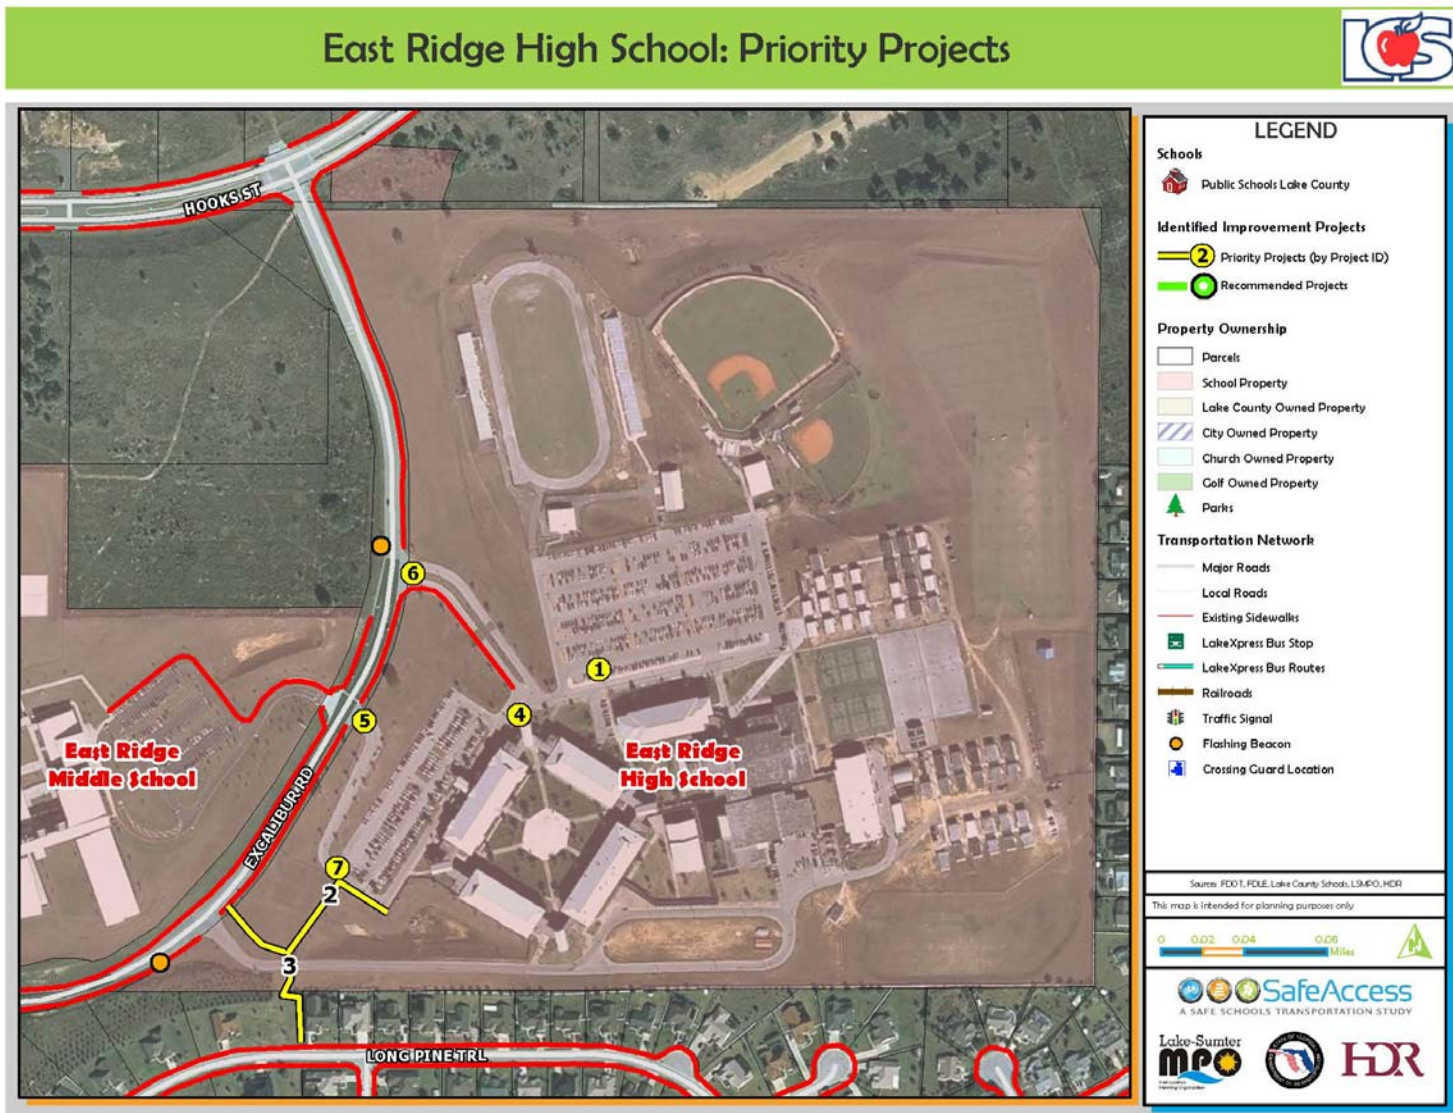 East Ridge High School: Priority Projects
LCS
HOOKS ST
6
1
5
4
East Ridge
Middle School
East Ridge
High School
EXCALIBUR RD
7
2
3
LONG PINE TRL
LEGEND
Schools
Public Schools Lake County
Identified Improvement Projects
2 Priority Projects (by Project ID)
Recommended Projects
Property Ownership
Parcels
School Property
Lake County Owned Property
City Owned Property
Church Owned Property
Golf Owned Property
Parks
Transportation Network
Major Roads
Local Roads
Existing Sidewalks
LakeXpress Bus Stop
LakeXpress Bus Routes
Railroads
Traffic Signal
Flashing Beacon
Crossing Guard Location
Sources: FDOT, FDLE, Lake County Schools, LSMPO, HDR
This map is intended for planning purposes only
0 0.02 0.04 0.08
Miles
N
SafeAccess
A SAFE SCHOOLS TRANSPORTATION STUDY
Lake-Sumter
MPO
HDR